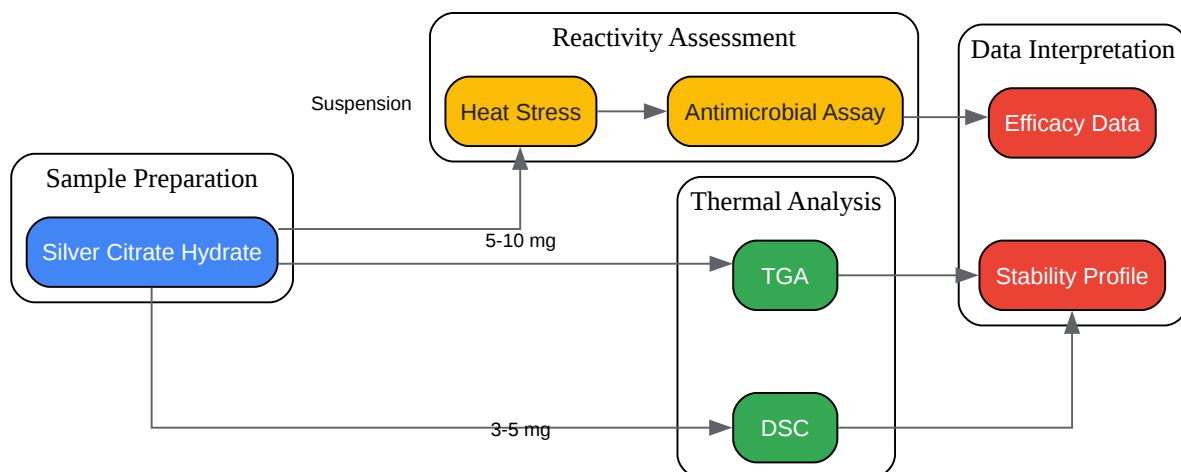 Reactivity Assessment
Data Interpretation
Suspension
Heat Stress
Antimicrobial Assay
Efficacy Data
Sample Preparation
Thermal Analysis
Silver Citrate Hydrate
5-10 mg
TGA
Stability Profile
3-5 mg
DSC